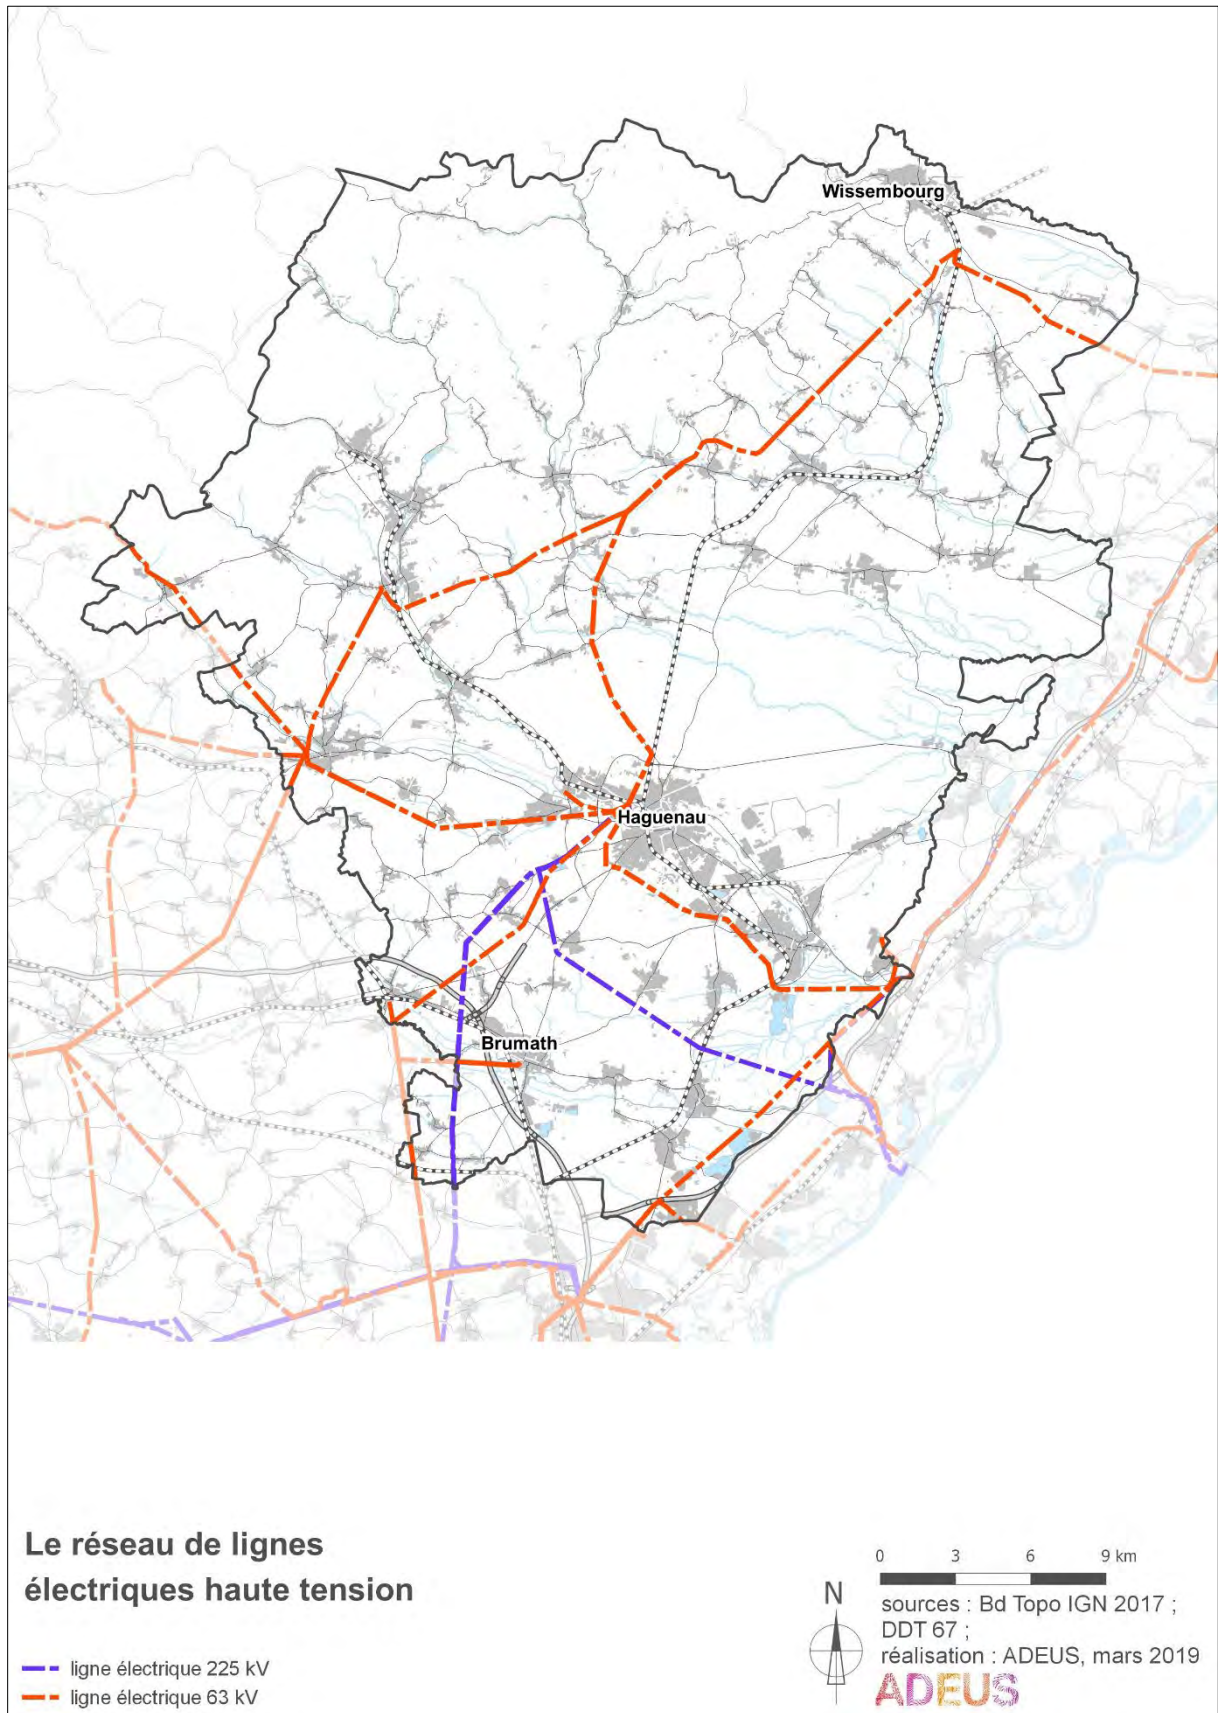 Wissembourg
Haguenau
Brumath
Le réseau de lignes
électriques haute tension
ligne électrique 225 kV
ligne électrique 63 kV
0 3 6 9 km
N
sources : Bd Topo IGN 2017 ;
DDT 67 ;
réalisation : ADEUS, mars 2019
ADEUS